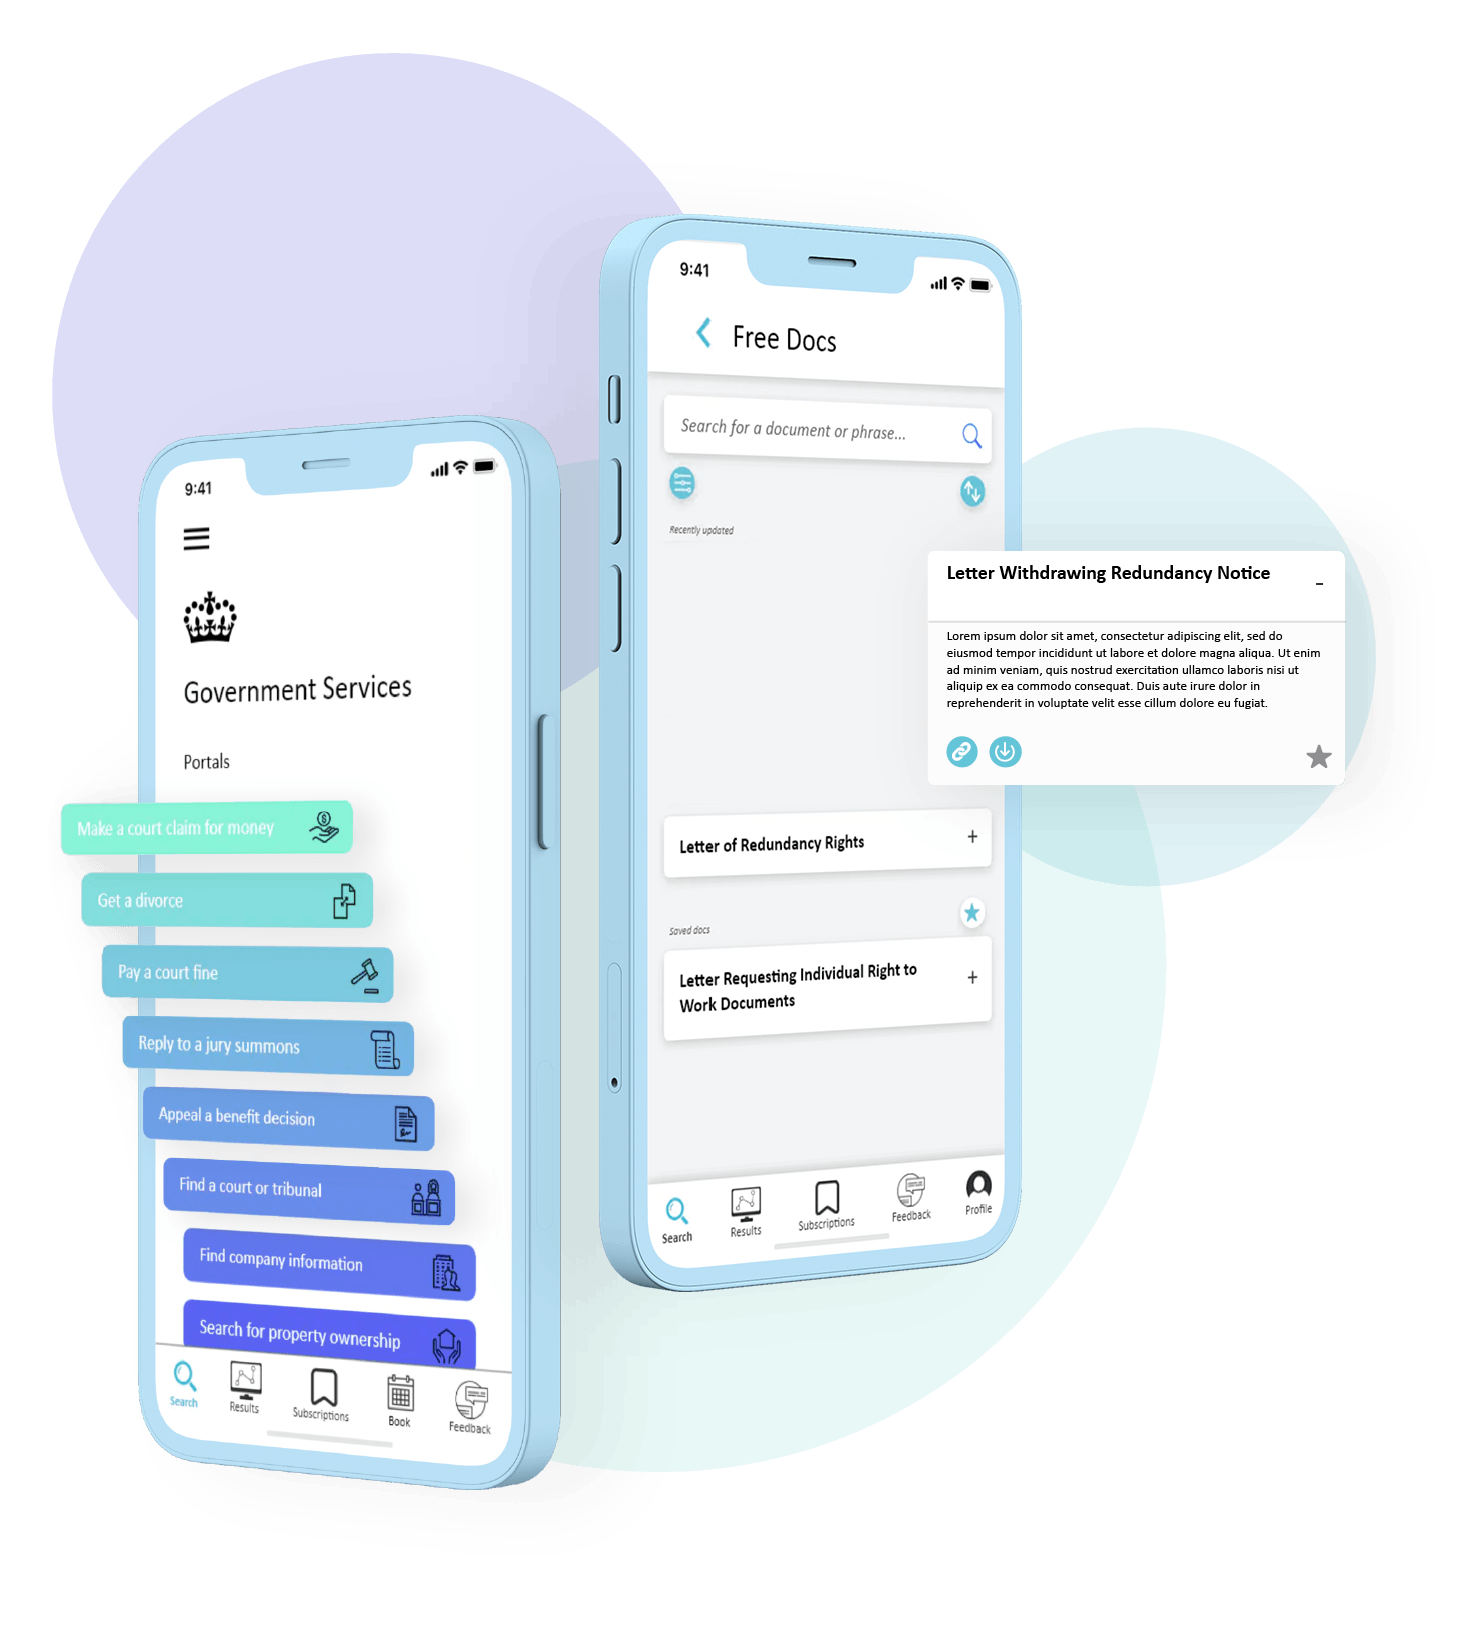 9:41
Government Services
Portals
Make a court claim for money
Get a divorce
Pay a court fine
Reply to a jury summons
Appeal a benefit decision
Find a court or tribunal
Find company information
Search for property ownership
Search
Results
Subscriptions
Book
Feedback
9:41
Free Docs
Search for a document or phrase...
Recently updated
Letter Withdrawing Redundancy Notice
-
Lorem ipsum dolor sit amet, consectetur adipiscing elit, sed do
eiusmod tempor incididunt ut labore et dolore magna aliqua. Ut enim
ad minim veniam, quis nostrud exercitation ullamco laboris nisi ut
aliquip ex ea commodo consequat. Duis aute irure dolor in
reprehenderit in voluptate velit esse cillum dolore eu fugiat.
Letter of Redundancy Rights
+
Saved docs
Letter Requesting Individual Right to
Work Documents
+
Search
Results
Subscriptions
Feedback
Profile